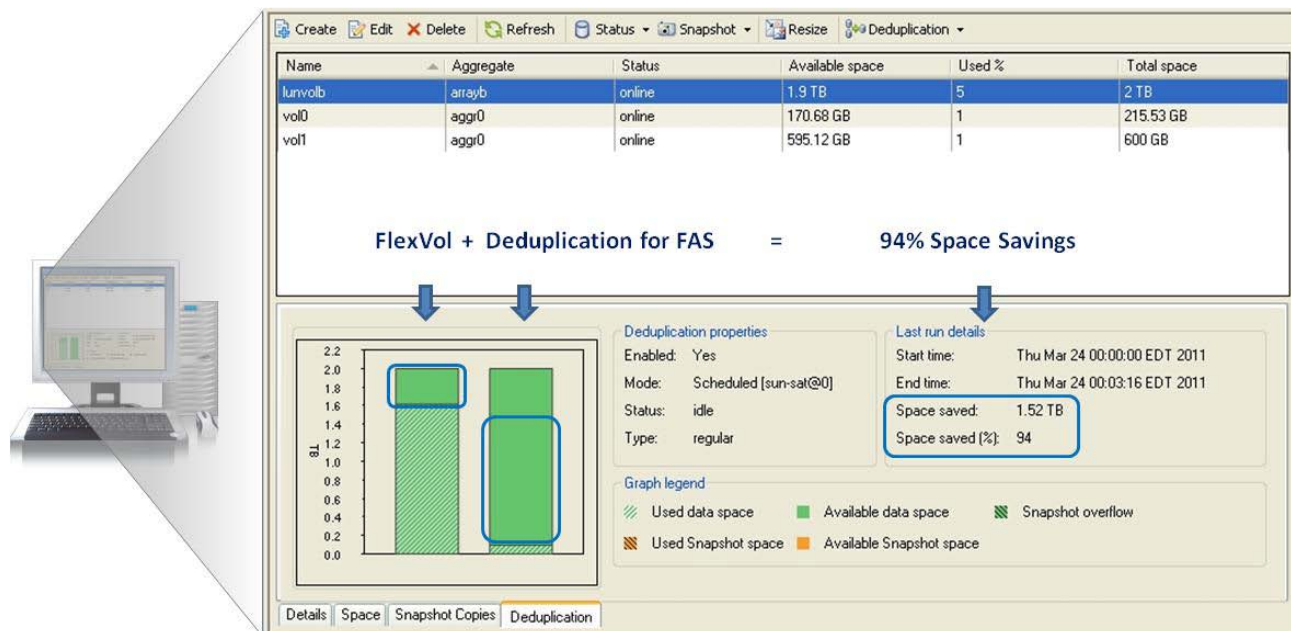 Create Edit Delete Refresh Status Snapshot Resize Deduplication
Name Aggregate Status Available space Used % Total space
lunvolb arrayb online 1.9 TB 5 2 TB
vol0 aggr0 online 170.68 GB 1 215.53 GB
vol1 aggr0 online 595.12 GB 1 600 GB
FlexVol + Deduplication for FAS = 94% Space Savings
2.2
2.0
1.8
1.6
1.4
1.2
1.0
0.8
0.6
0.4
0.2
0.0
TB
Deduplication properties
Enabled: Yes
Mode: Scheduled [sun-sat@0]
Status: idle
Type: regular
Last run details
Start time: Thu Mar 24 00:00:00 EDT 2011
End time: Thu Mar 24 00:03:16 EDT 2011
Space saved: 1.52 TB
Space saved (%): 94
Graph legend
Used data space Available data space Snapshot overflow
Used Snapshot space Available Snapshot space
Details Space Snapshot Copies Deduplication